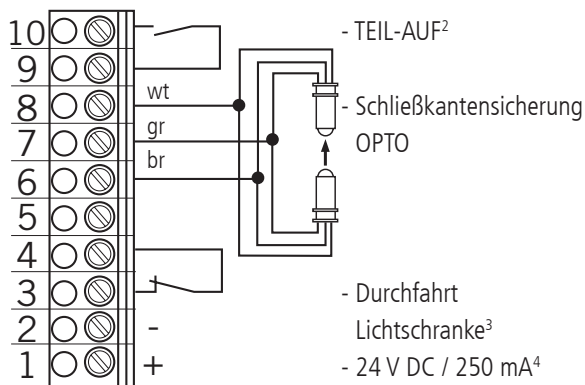 10
- TEIL-AUF²
9
8
wt
- Schließkantensicherung
OPTO
7
gr
6
br
5
4
3
- Durchfahrt
Lichtschranke³
2
-
1
+
- 24 V DC / 250 mA⁴